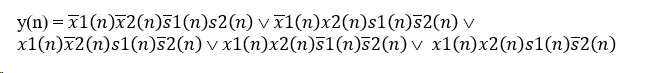 y(n) = x̅1(n)x̅2(n)s̅1(n)s2(n) ∨ x̅1(n)x2(n)s1(n)s̅2(n) ∨
x1(n)x̅2(n)s1(n)s̅2(n) ∨ x1(n)x2(n)s̅1(n)s̅2(n) ∨ x1(n)x2(n)s1(n)s̅2(n)